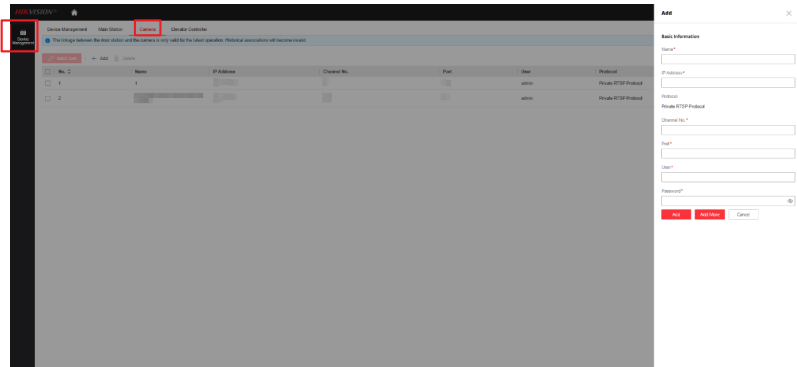 HIKVISION
Add
Device Management
Main Station
Camera
Elevator Controller
Device
Management
The linkage between the door station and the camera is only valid for the latest operation. Historical associations will become invalid.
Add
Delete
No.
Name
IP Address
Channel No.
Port
User
Protocol
1
1
admin
Private RTSP Protocol
2
admin
Private RTSP Protocol
Basic Information
Name*
IP Address*
Protocol
Private RTSP Protocol
Channel No.*
Port*
User*
Password*
Add
Add More
Cancel